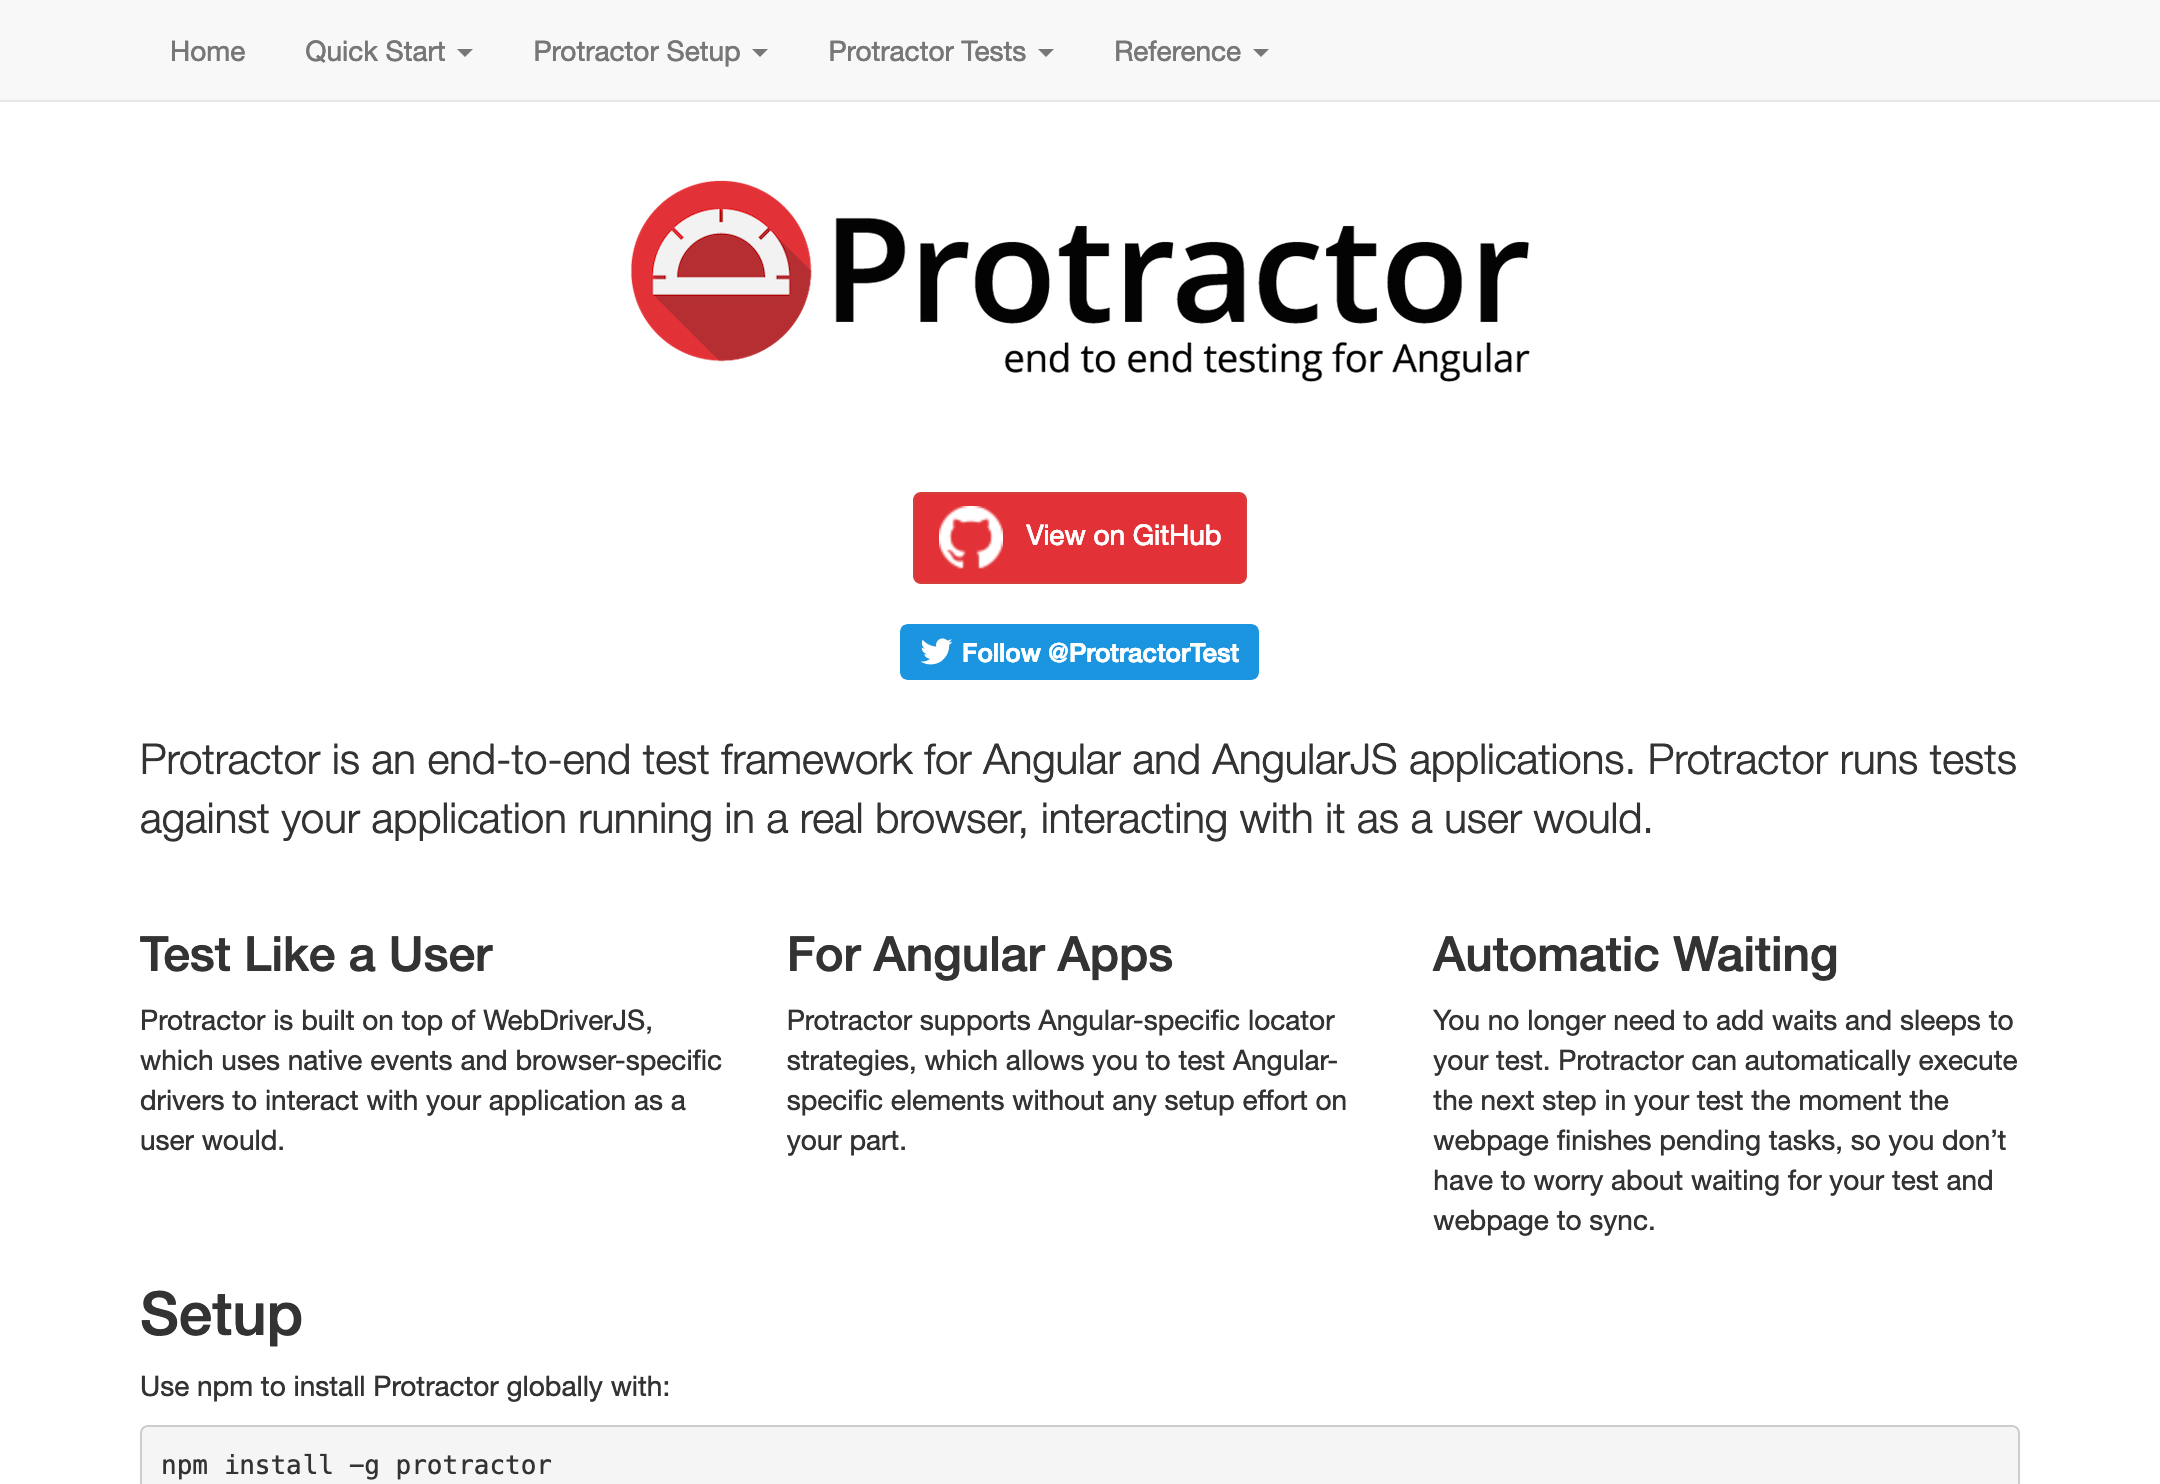 Home Quick Start Protractor Setup Protractor Tests Reference
Protractor
end to end testing for Angular
View on GitHub
Follow @ProtractorTest
Protractor is an end-to-end test framework for Angular and AngularJS applications. Protractor runs tests
against your application running in a real browser, interacting with it as a user would.
Test Like a User
Protractor is built on top of WebDriverJS,
which uses native events and browser-specific
drivers to interact with your application as a
user would.
For Angular Apps
Protractor supports Angular-specific locator
strategies, which allows you to test Angular-
specific elements without any setup effort on
your part.
Automatic Waiting
You no longer need to add waits and sleeps to
your test. Protractor can automatically execute
the next step in your test the moment the
webpage finishes pending tasks, so you don’t
have to worry about waiting for your test and
webpage to sync.
Setup
Use npm to install Protractor globally with:
npm install -g protractor